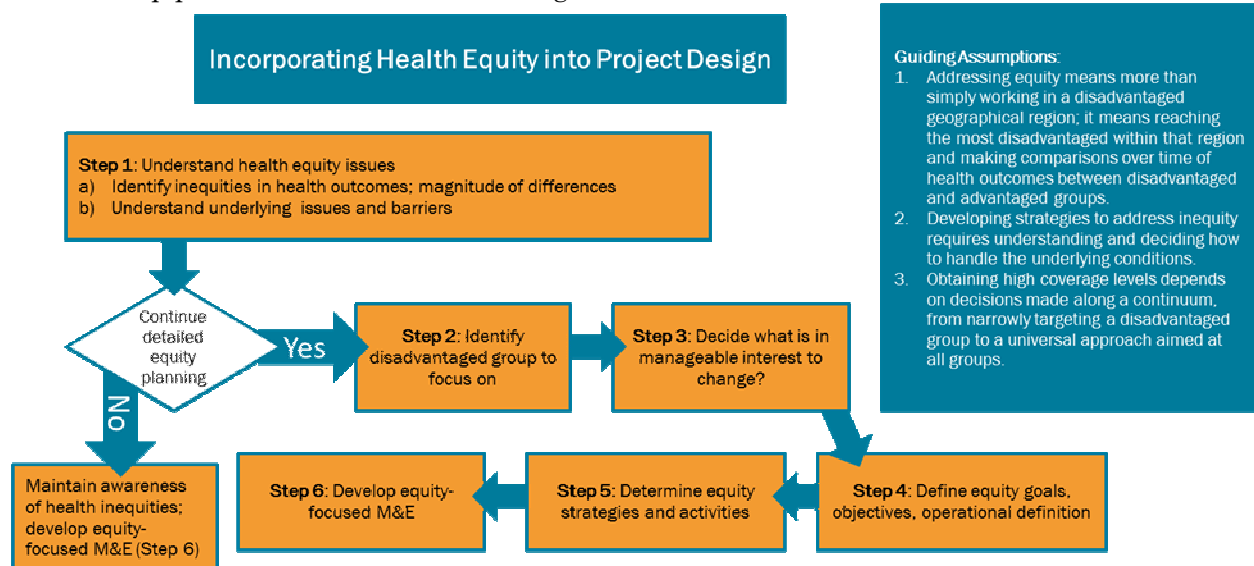 Incorporating Health Equity into Project Design
Guiding Assumptions:
1. Addressing equity means more than
simply working in a disadvantaged
geographical region; it means reaching
the most disadvantaged within that region
and making comparisons over time of
health outcomes between disadvantaged
and advantaged groups.
2. Developing strategies to address inequity
requires understanding and deciding how
to handle the underlying conditions.
3. Obtaining high coverage levels depends
on decisions made along a continuum,
from narrowly targeting a disadvantaged
group to a universal approach aimed at
all groups.
Step 1: Understand health equity issues
a) Identify inequities in health outcomes; magnitude of differences
b) Understand underlying issues and barriers
Continue
detailed
equity
planning
Yes
No
Step 2: Identify
disadvantaged group to
focus on
Step 3: Decide what is in
manageable interest to
change?
Step 4: Define equity goals,
objectives, operational definition
Step 5: Determine equity
strategies and activities
Step 6: Develop equity-
focused M&E
Maintain awareness
of health inequities;
develop equity-
focused M&E (Step 6)